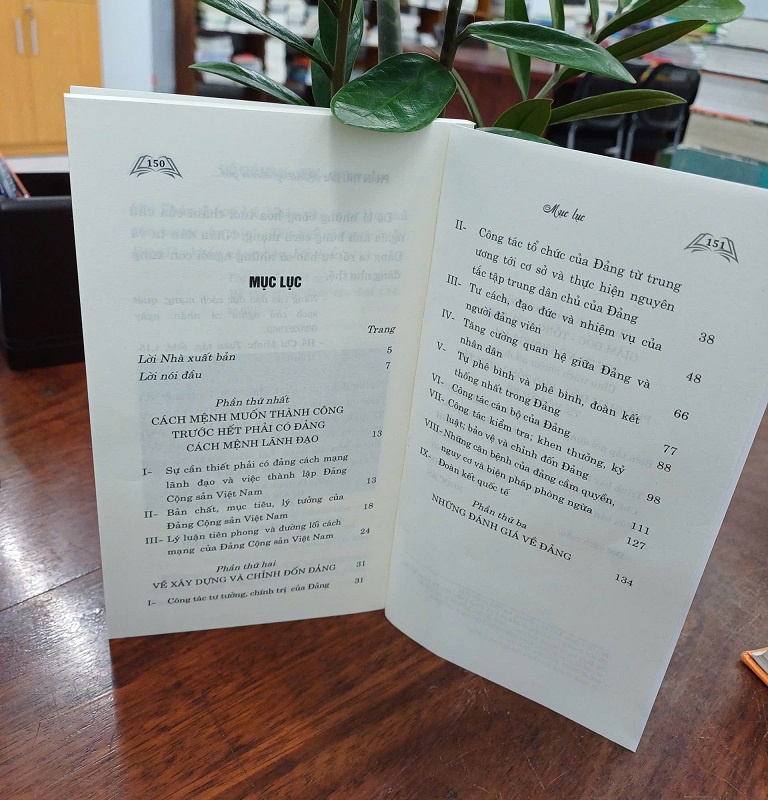 150
MỤC LỤC
Trang
Lời Nhà xuất bản 5
Lời nói đầu 7
Phần thứ nhất
CÁCH MỆNH MUỐN THÀNH CÔNG
TRƯỚC HẾT PHẢI CÓ ĐẢNG
CÁCH MỆNH LÃNH ĐẠO 13
I- Sự cần thiết phải có đảng cách mạng
lãnh đạo và việc thành lập Đảng
Cộng sản Việt Nam 13
II- Bản chất, mục tiêu, lý tưởng của
Đảng Cộng sản Việt Nam 18
III- Lý luận tiên phong và đường lối cách
mạng của Đảng Cộng sản Việt Nam 24
Phần thứ hai
VỀ XÂY DỰNG VÀ CHỈNH ĐỐN ĐẢNG 31
I- Công tác tư tưởng, chính trị của Đảng 31
Mục lục
151
II- Công tác tổ chức của Đảng từ trung
ương tới cơ sở và thực hiện nguyên
tắc tập trung dân chủ của Đảng 38
III- Tư cách, đạo đức và nhiệm vụ của
người đảng viên 48
IV- Tăng cường quan hệ giữa Đảng và
nhân dân 66
V- Tự phê bình và phê bình, đoàn kết
thống nhất trong Đảng 77
VI- Công tác cán bộ của Đảng 88
VII- Công tác kiểm tra; khen thưởng, kỷ
luật; bảo vệ và chỉnh đốn Đảng 98
VIII- Những căn bệnh của đảng cầm quyền,
nguy cơ và biện pháp phòng ngừa 111
IX- Đoàn kết quốc tế 127
Phần thứ ba
NHỮNG ĐÁNH GIÁ VỀ ĐẢNG 134